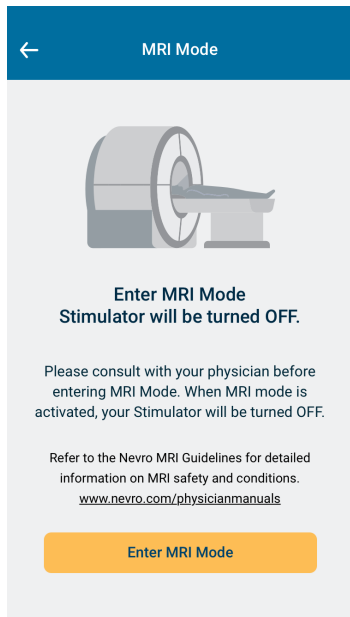 MRI Mode
Enter MRI Mode
Stimulator will be turned OFF.
Please consult with your physician before
entering MRI Mode. When MRI mode is
activated, your Stimulator will be turned OFF.
Refer to the Nevro MRI Guidelines for detailed
information on MRI safety and conditions.
www.nevro.com/physicianmanuals
Enter MRI Mode